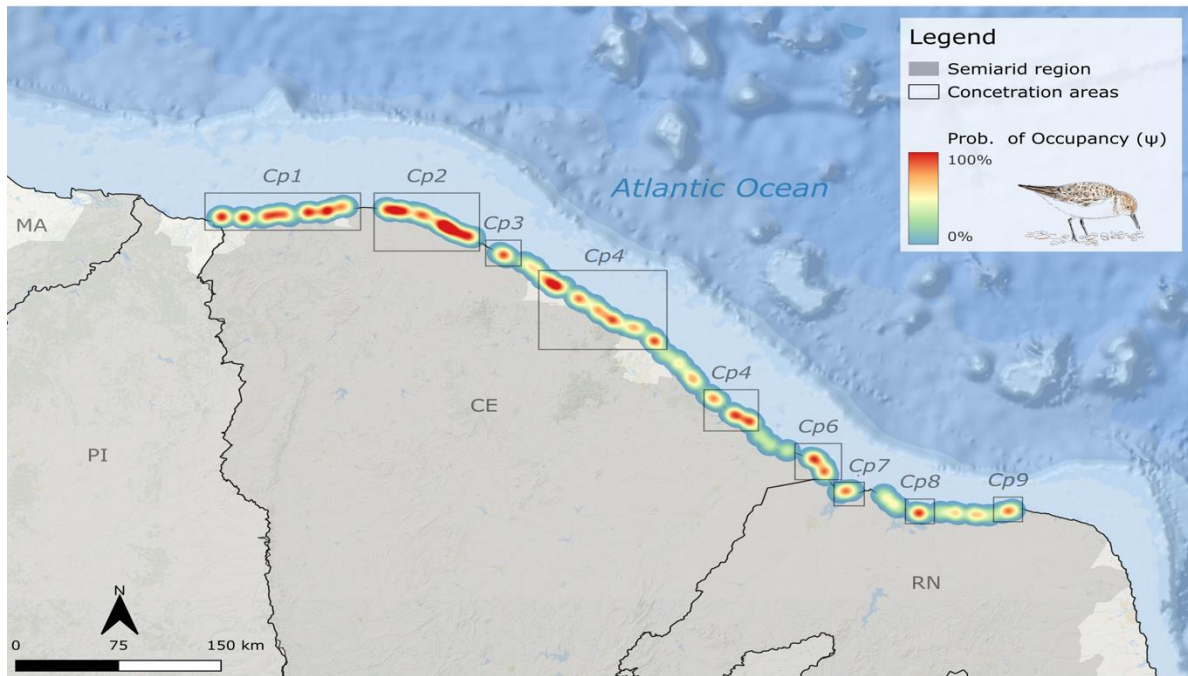 Legend
Semiarid region
Concetration areas
Prob. of Occupancy (ψ)
100%
0%
Atlantic Ocean
Cp1
Cp2
Cp3
Cp4
Cp4
Cp6
Cp7
Cp8
Cp9
MA
PI
CE
RN
N
0 75 150 km